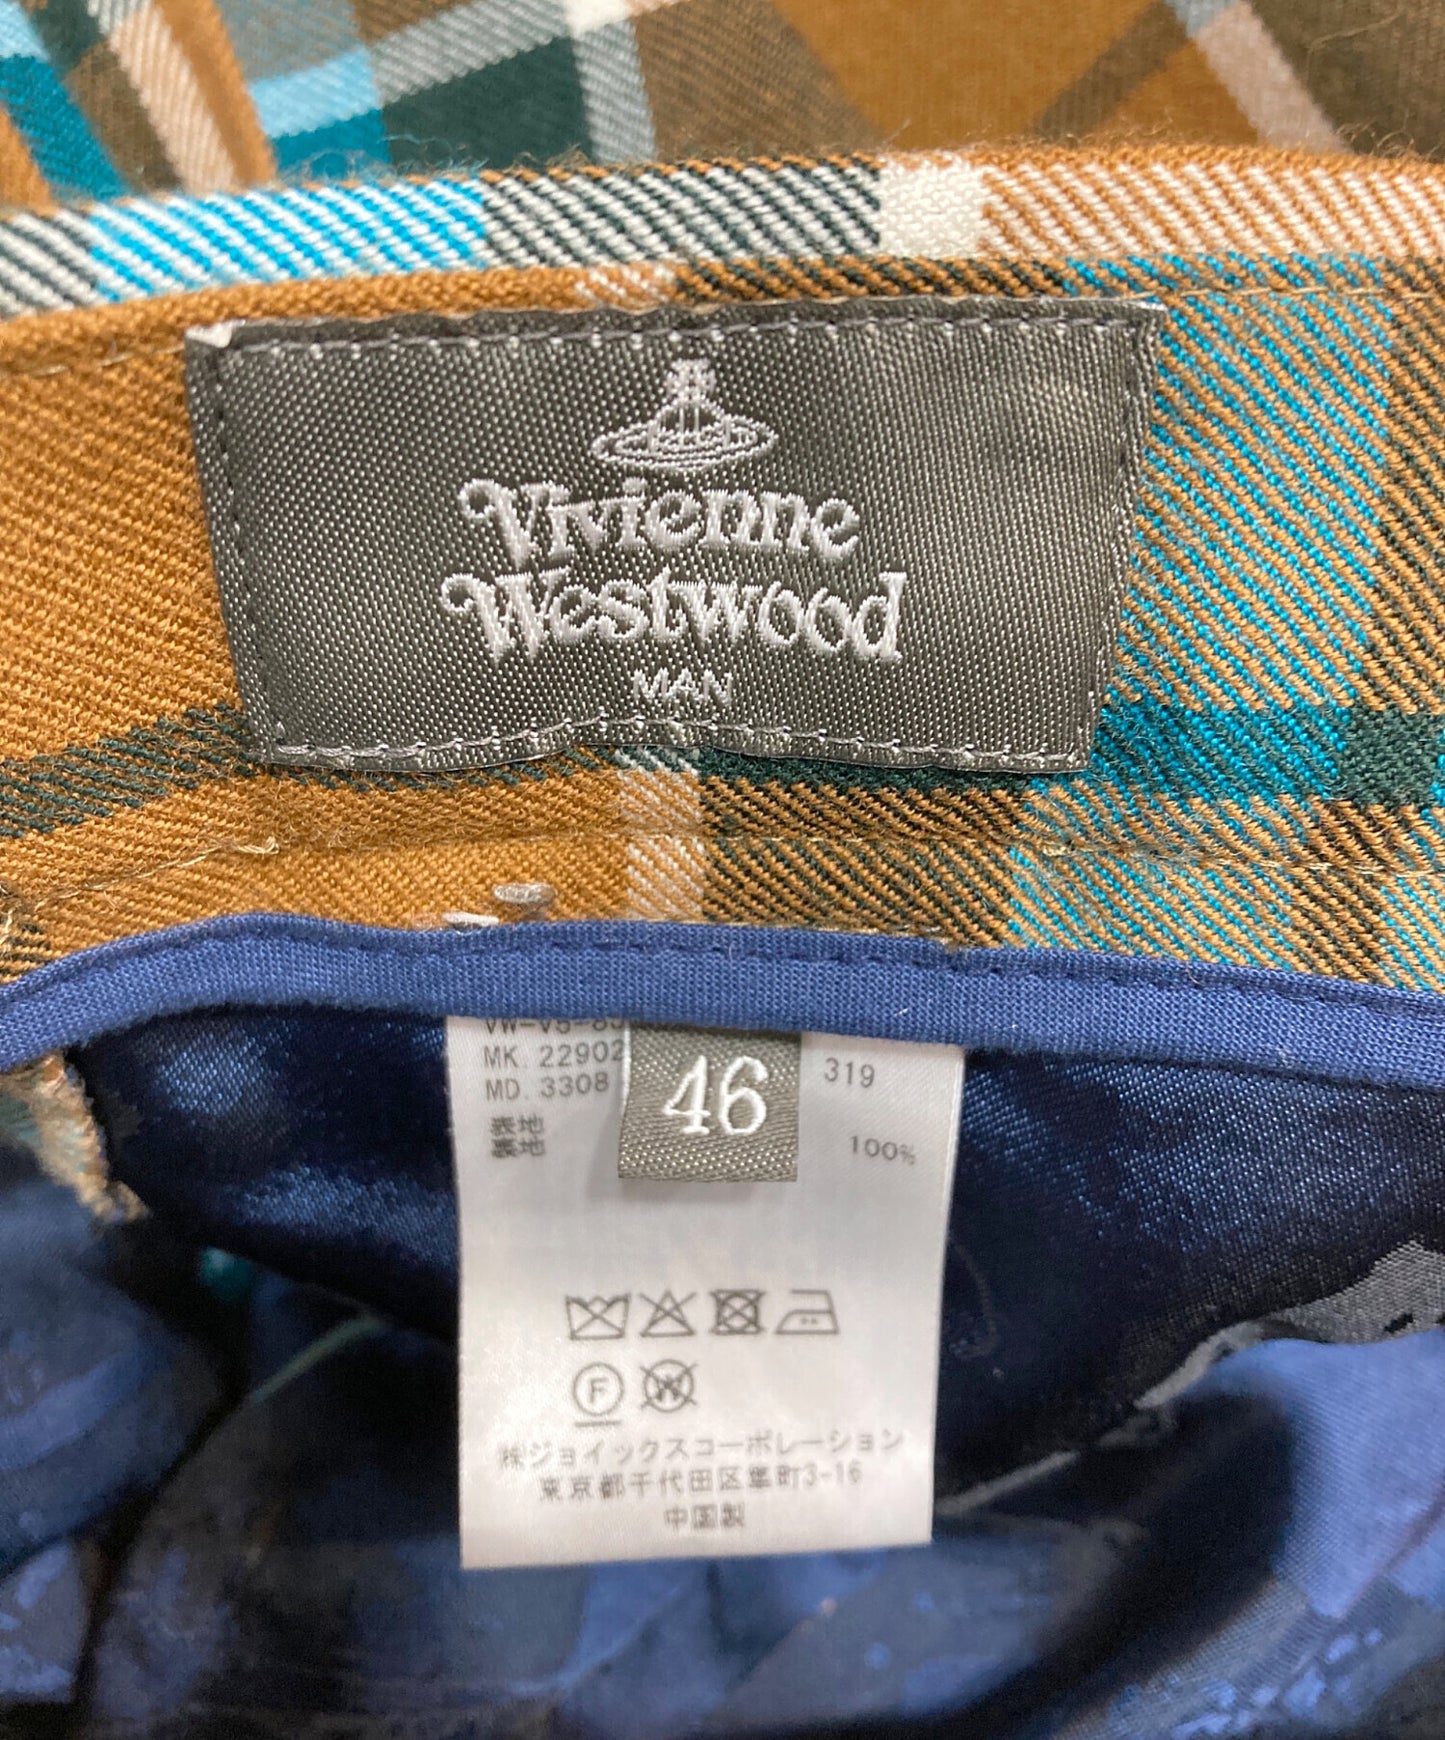 Vivienne
Westwood
MAN
MK. 22902
MD. 3308
319
46
表地
裏地
100%
F
W
㈱ジョイックスコーポレーション
東京都千代田区隼町3-16
中国製